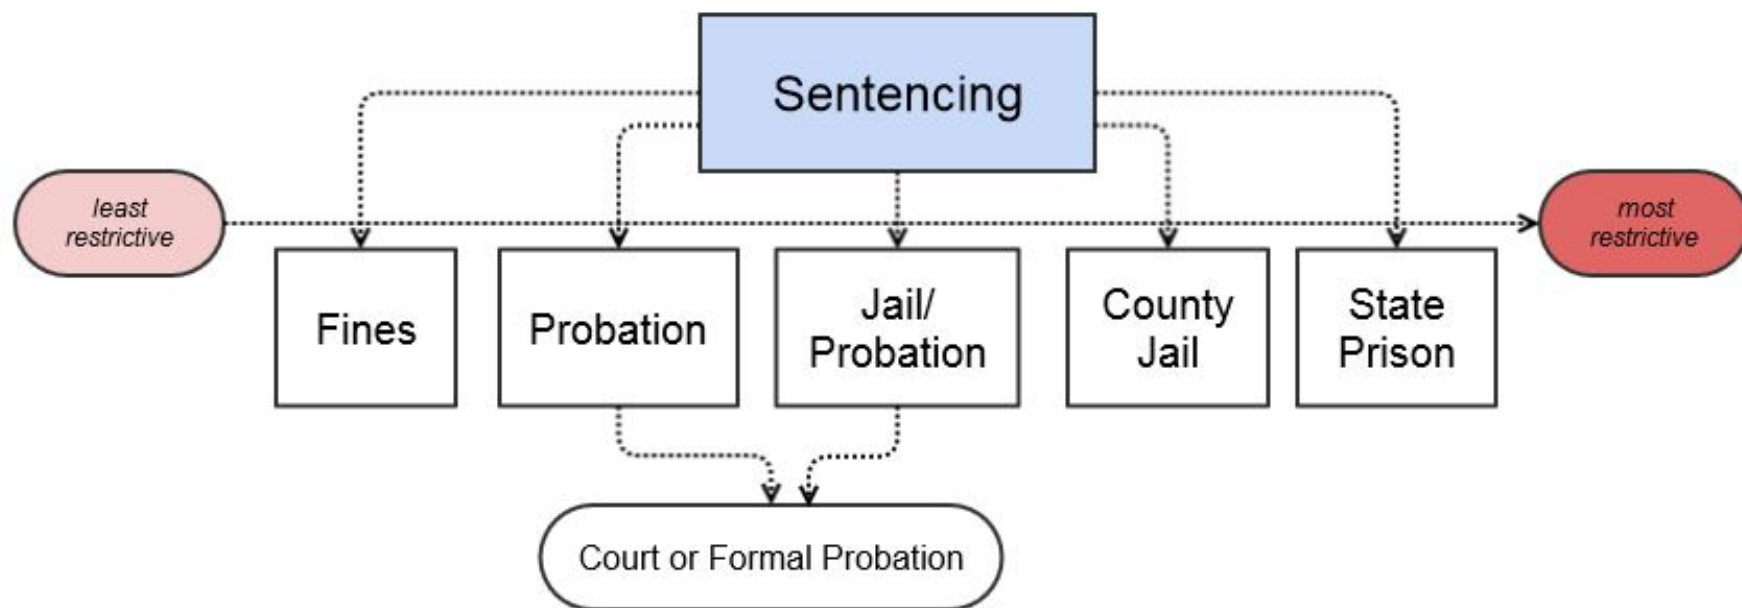 Sentencing
least
restrictive
most
restrictive
Fines
Probation
Jail/
Probation
County
Jail
State
Prison
Court or Formal Probation